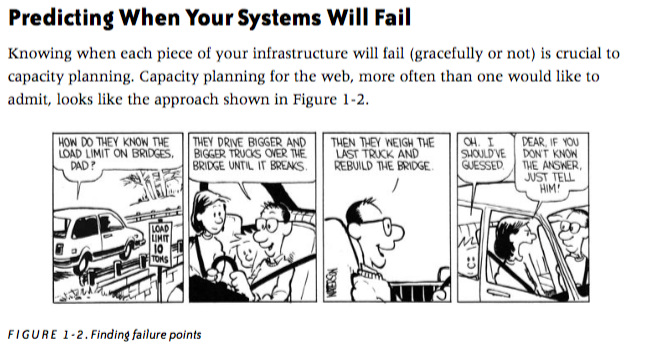 Predicting When Your Systems Will Fail
Knowing when each piece of your infrastructure will fail (gracefully or not) is crucial to
capacity planning. Capacity planning for the web, more often than one would like to
admit, looks like the approach shown in Figure 1-2.
HOW DO THEY KNOW THE
LOAD LIMIT ON BRIDGES,
DAD?
LOAD
LIMIT
10
TONS
THEY DRIVE BIGGER AND
BIGGER TRUCKS OVER THE
BRIDGE UNTIL IT BREAKS.
THEN THEY WEIGH THE
LAST TRUCK AND
REBUILD THE BRIDGE.
WATTERSON
OH. I
SHOULD'VE
GUESSED.
DEAR, IF YOU
DON'T KNOW
THE ANSWER,
JUST TELL
HIM!
FIGURE 1-2. Finding failure points